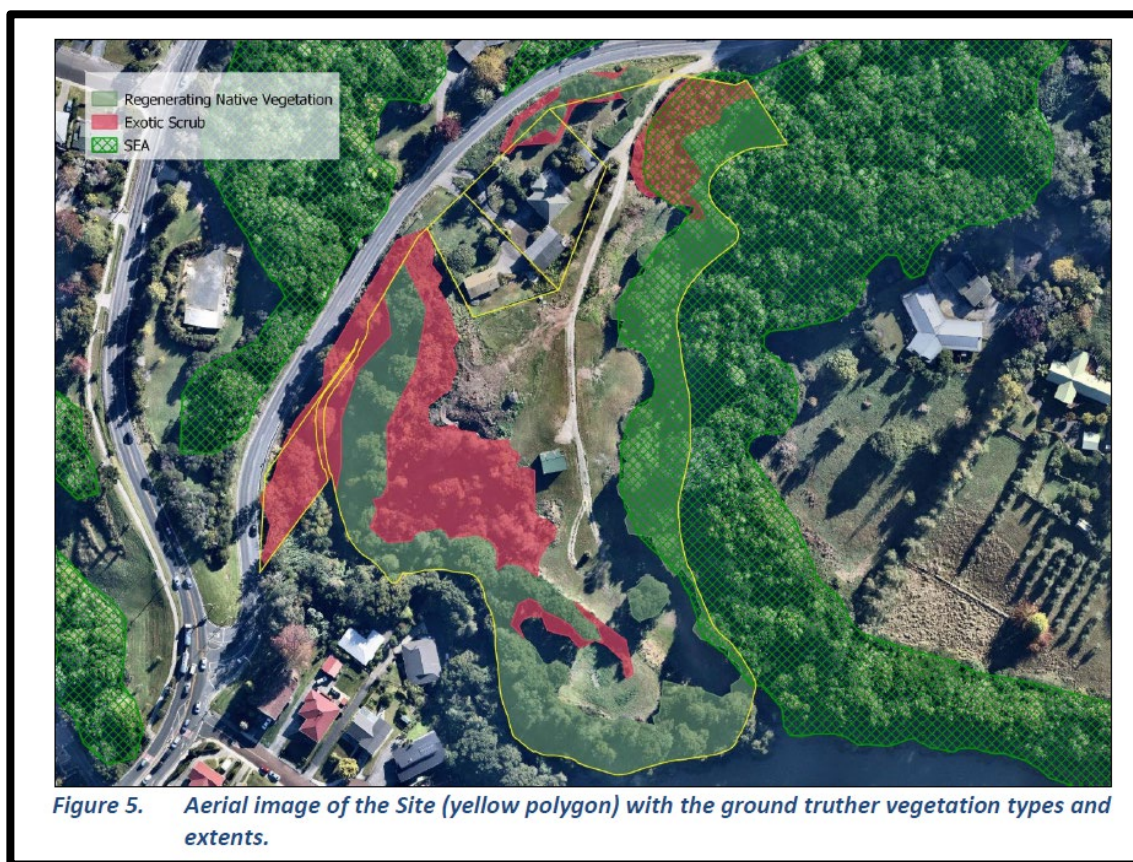 Regenerating Native Vegetation
Exotic Scrub
SEA
Figure 5. Aerial image of the Site (yellow polygon) with the ground truther vegetation types and
extents.